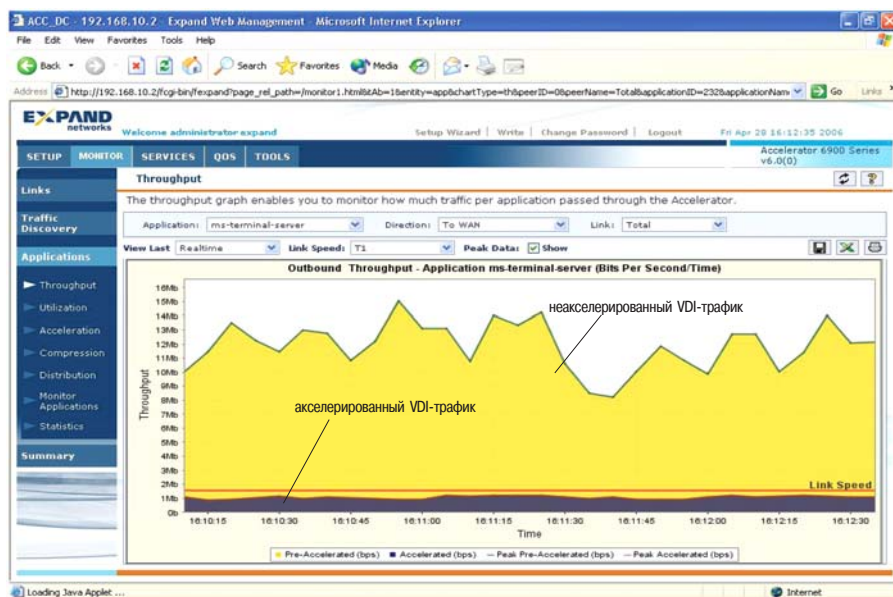 ACC_DC - 192.168.10.2 - Expand Web Management - Microsoft Internet Explorer
File Edit View Favorites Tools Help
Back Search Favorites Media
Address http://192.168.10.2/fcgi-bin/fexpand?page_rel_path=/monitor1.html&tAb=1&entity=app&chartType=th&peerID=0&peerName=Total&applicationID=232&applicationNam Go Links
EXPAND
networks
Welcome administrator expand Setup Wizard | Write | Change Password | Logout Fri Apr 28 16:12:35 2006
SETUP MONITOR SERVICES QOS TOOLS Accelerator 6900 Series
v6.0(0)
Links
Traffic
Discovery
Applications
Throughput
Utilization
Acceleration
Compression
Distribution
Monitor
Applications
Statistics
Summary
Throughput
The throughput graph enables you to monitor how much traffic per application passed through the Accelerator.
Application: ms-terminal-server Direction: To WAN Link: Total
View Last Realtime Link Speed: T1 Peak Data: Show
Outbound Throughput - Application ms-terminal-server (Bits Per Second/Time)
Throughput
16Mb
15Mb
14Mb
13Mb
12Mb
11Mb
10Mb
9Mb
8Mb
7Mb
6Mb
5Mb
4Mb
3Mb
2Mb
1Mb
0b
неакселерированный VDI-трафик
акселерированный VDI-трафик
Link Speed
16:10:15 16:10:30 16:10:45 16:11:00 16:11:15 16:11:30 16:11:45 16:12:00 16:12:15 16:12:30
Time
Pre-Accelerated (bps) Accelerated (bps) Peak Pre-Accelerated (bps) Peak Accelerated (bps)
Loading Java Applet ... Internet